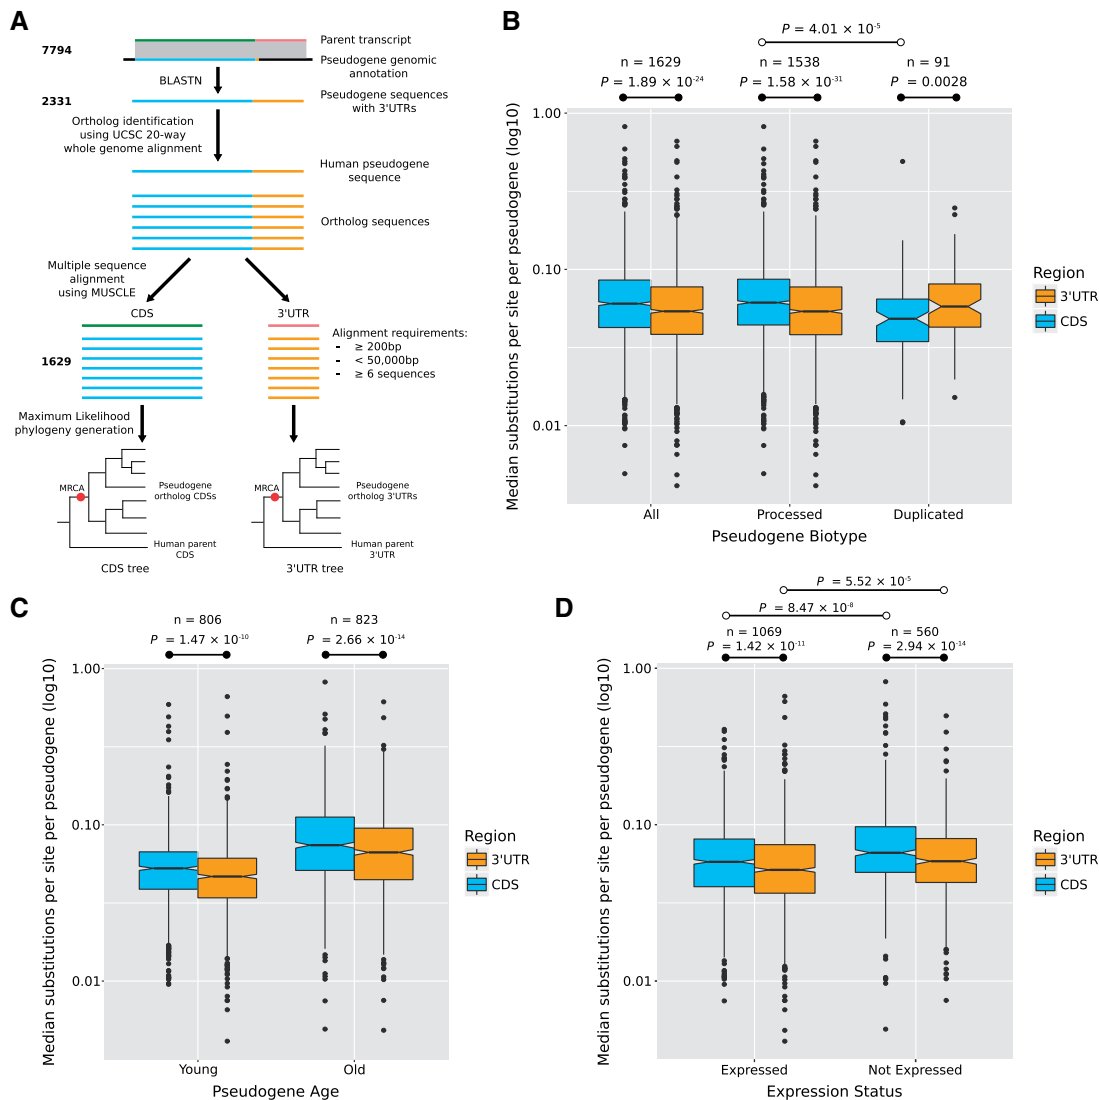 A
7794
Parent transcript
Pseudogene genomic
annotation
BLASTN
2331
Pseudogene sequences
with 3'UTRs
Ortholog identification
using UCSC 20-way
whole genome alignment
Human pseudogene
sequence
Ortholog sequences
Multiple sequence
alignment
using MUSCLE
CDS
3'UTR
Alignment requirements:
- ≥ 200bp
- < 50,000bp
- ≥ 6 sequences
1629
Maximum Likelihood
phylogeny generation
MRCA
Pseudogene
ortholog CDSs
Human parent
CDS
CDS tree
MRCA
Pseudogene
ortholog 3'UTRs
Human parent
3'UTR
3'UTR tree
B
P = 4.01 × 10⁻⁵
n = 1629
P = 1.89 × 10⁻²⁴
n = 1538
P = 1.58 × 10⁻³¹
n = 91
P = 0.0028
Median substitutions per site per pseudogene (log10)
1.00
0.10
0.01
All
Processed
Duplicated
Pseudogene Biotype
Region
3'UTR
CDS
C
n = 806
P = 1.47 × 10⁻¹⁰
n = 823
P = 2.66 × 10⁻¹⁴
Median substitutions per site per pseudogene (log10)
1.00
0.10
0.01
Young
Old
Pseudogene Age
Region
3'UTR
CDS
D
P = 5.52 × 10⁻⁵
P = 8.47 × 10⁻⁸
n = 1069
P = 1.42 × 10⁻¹¹
n = 560
P = 2.94 × 10⁻¹⁴
Median substitutions per site per pseudogene (log10)
1.00
0.10
0.01
Expressed
Not Expressed
Expression Status
Region
3'UTR
CDS